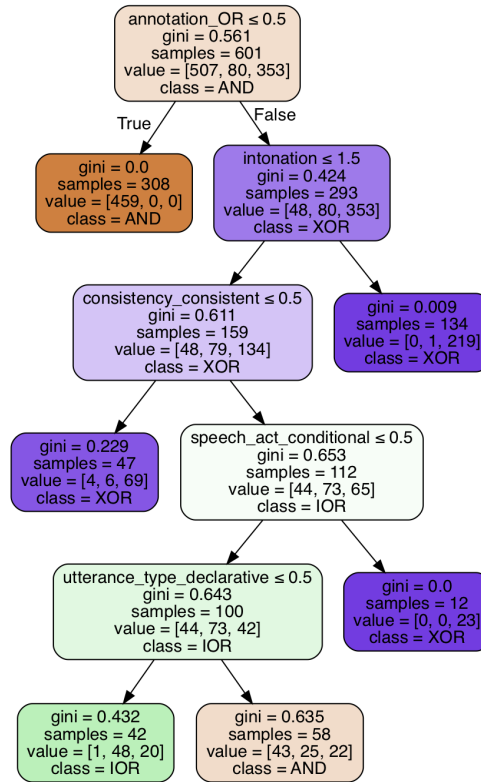 annotation_OR ≤ 0.5
gini = 0.561
samples = 601
value = [507, 80, 353]
class = AND
True
False
gini = 0.0
samples = 308
value = [459, 0, 0]
class = AND
intonation ≤ 1.5
gini = 0.424
samples = 293
value = [48, 80, 353]
class = XOR
consistency_consistent ≤ 0.5
gini = 0.611
samples = 159
value = [48, 79, 134]
class = XOR
gini = 0.009
samples = 134
value = [0, 1, 219]
class = XOR
gini = 0.229
samples = 47
value = [4, 6, 69]
class = XOR
speech_act_conditional ≤ 0.5
gini = 0.653
samples = 112
value = [44, 73, 65]
class = IOR
utterance_type_declarative ≤ 0.5
gini = 0.643
samples = 100
value = [44, 73, 42]
class = IOR
gini = 0.0
samples = 12
value = [0, 0, 23]
class = XOR
gini = 0.432
samples = 42
value = [1, 48, 20]
class = IOR
gini = 0.635
samples = 58
value = [43, 25, 22]
class = AND